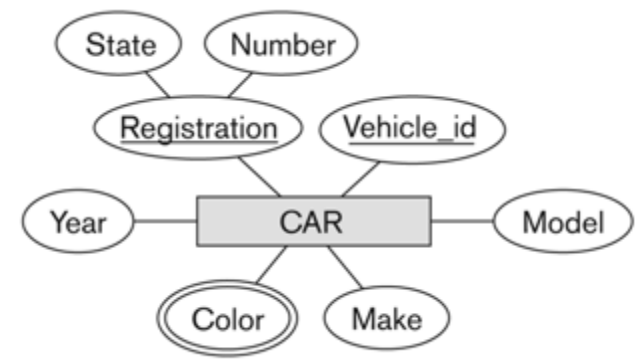 State
Number
Registration
Vehicle_id
Year
CAR
Model
Color
Make